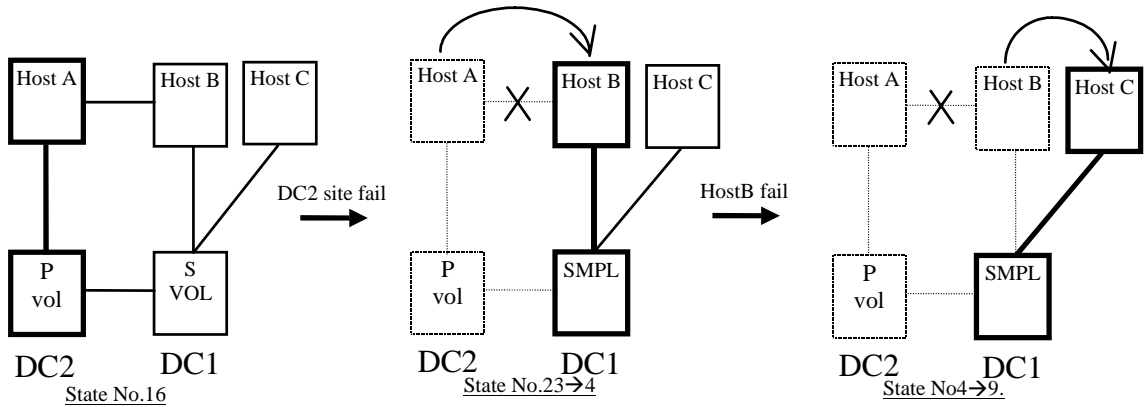 Host A
Host B
Host C
P
vol
S
VOL
DC2
DC1
State No.16
DC2 site fail
Host A
Host B
Host C
P
vol
SMPL
DC2
DC1
State No.23→4
HostB fail
Host A
Host B
Host C
P
vol
SMPL
DC2
DC1
State No4→9.